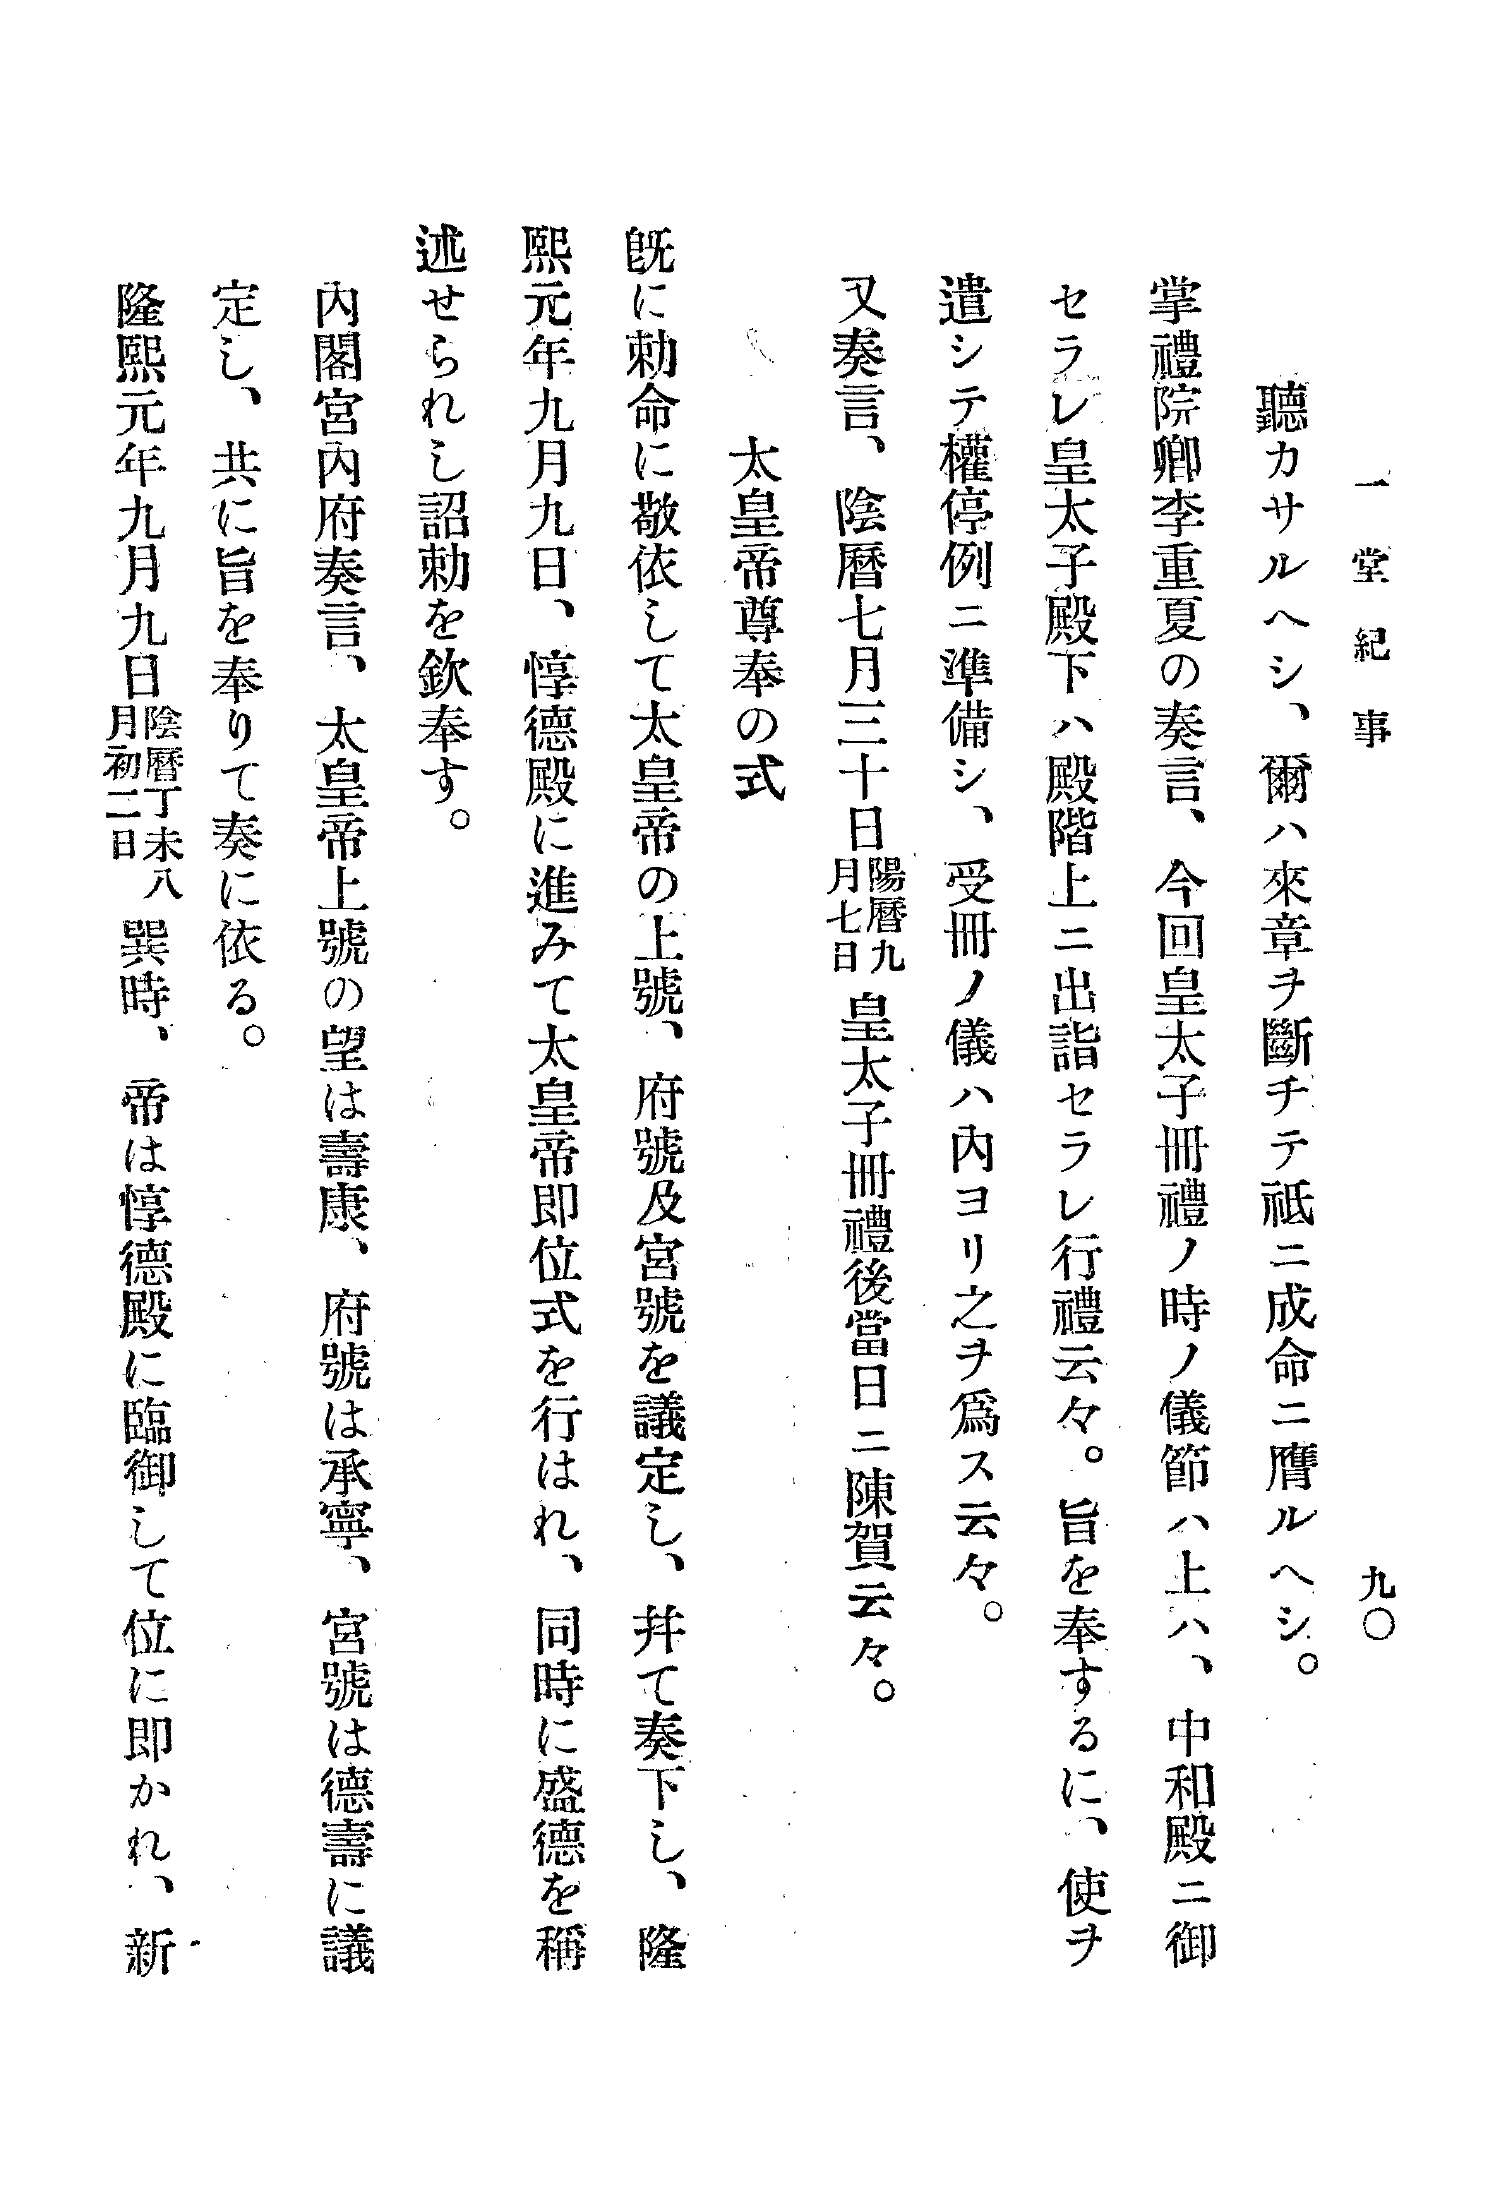 一堂紀事 九〇
聽カサルヘシ、爾ハ來章ヲ斷チテ祗ニ成命ニ膺ルヘシ。
掌禮院卿李重夏の奏言、今回皇太子冊禮ノ時ノ儀節ハ上ハ、中和殿ニ御
セラレ皇太子殿下ハ殿階上ニ出詣セラレ行禮云々。旨を奉するに、使ヲ
遣シテ權停例ニ準備シ、受冊ノ儀ハ內ヨリ之ヲ爲ス云々。
又奏言、陰曆七月三十日陽曆九月七日皇太子冊禮後當日ニ陳賀云々。
太皇帝尊奉の式
既に勅命に敬依して太皇帝の上號、府號及宮號を議定し、幷て奏下し、隆
熙元年九月九日、惇德殿に進みて太皇帝即位式を行はれ、同時に盛德を稱
述せられし詔勅を欽奉す。
內閣宮內府奏言、太皇帝上號の望は壽康、府號は承寧、宮號は德壽に議
定し、共に旨を奉りて奏に依る。
隆熙元年九月九日陰曆丁未八月初二日巽時、帝は惇德殿に臨御して位に即かれ、新